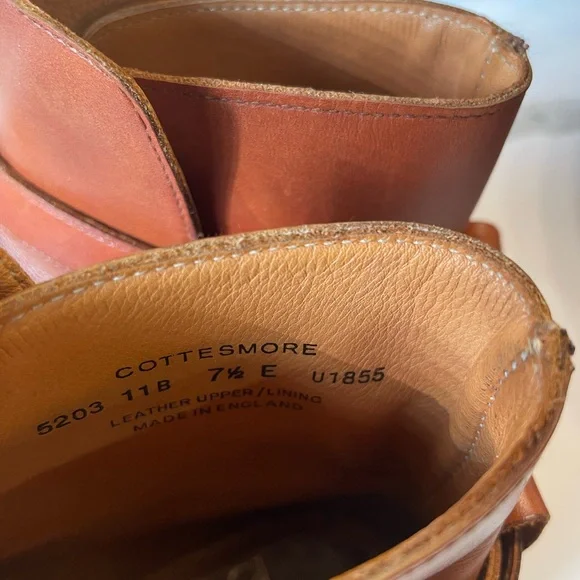 COTTESMORE
5203 11B 7½ E U1855
LEATHER UPPER/LINING
MADE IN ENGLAND